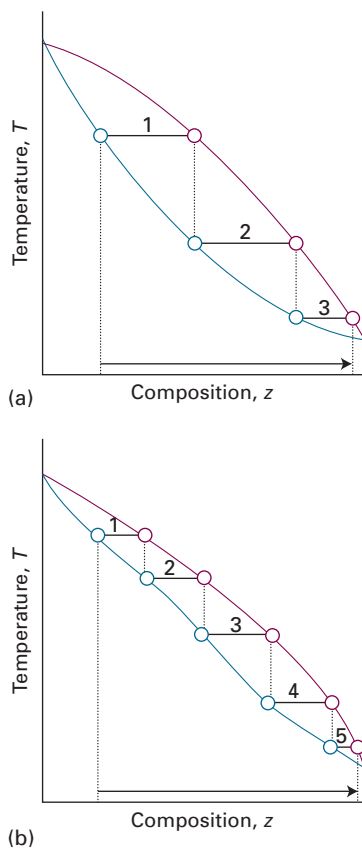 Temperature, T
1
2
3
Composition, z
(a)
Temperature, T
1
2
3
4
5
Composition, z
(b)